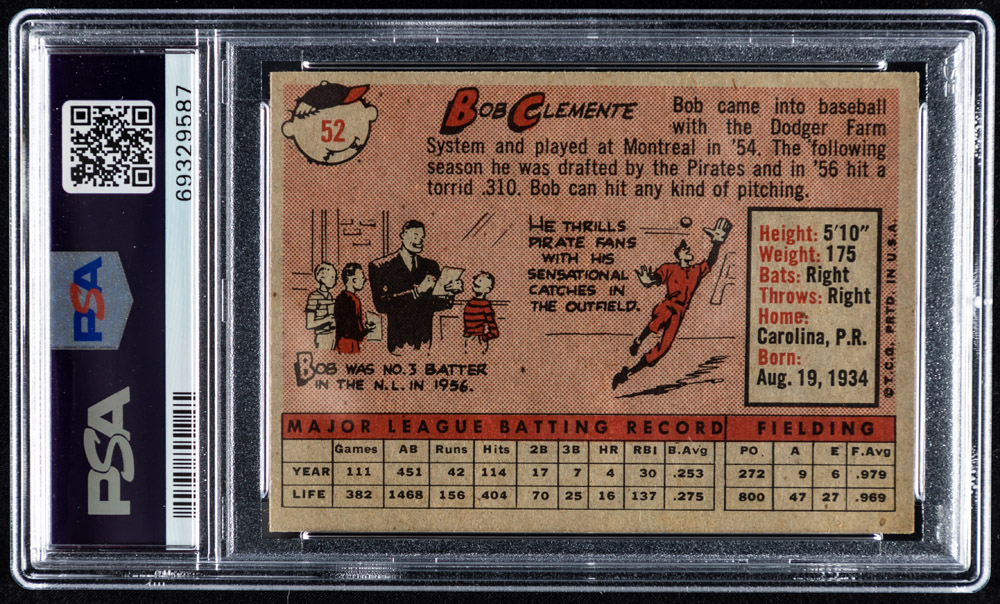 69329587
PSA
PSA
52
BOB CLEMENTE
Bob came into baseball
with the Dodger Farm
System and played at Montreal in '54. The following
season he was drafted by the Pirates and in '56 hit a
torrid .310. Bob can hit any kind of pitching.
HE THRILLS
PIRATE FANS
WITH HIS
SENSATIONAL
CATCHES IN
THE OUTFIELD.
BOB WAS NO. 3 BATTER
IN THE N.L. IN 1956.
Height: 5'10"
Weight: 175
Bats: Right
Throws: Right
Home:
Carolina, P.R.
Born:
Aug. 19, 1934
© T.C.G. PRTD. IN U.S.A.
MAJOR LEAGUE BATTING RECORD FIELDING
Games AB Runs Hits 2B 3B HR RBI B.Avg PO. A E F.Avg
YEAR 111 451 42 114 17 7 4 30 .253 272 9 6 .979
LIFE 382 1468 156 404 70 25 16 137 .275 800 47 27 .969